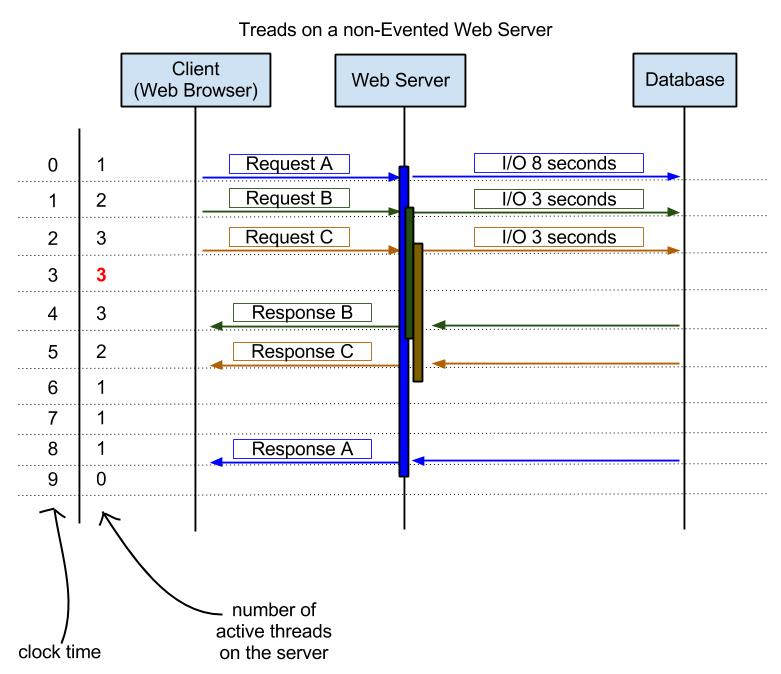 Treads on a non-Evented Web Server
Client
(Web Browser)
Web Server
Database
0 1 Request A I/O 8 seconds
1 2 Request B I/O 3 seconds
2 3 Request C I/O 3 seconds
3 3
4 3 Response B
5 2 Response C
6 1
7 1
8 1 Response A
9 0
number of
active threads
on the server
clock time